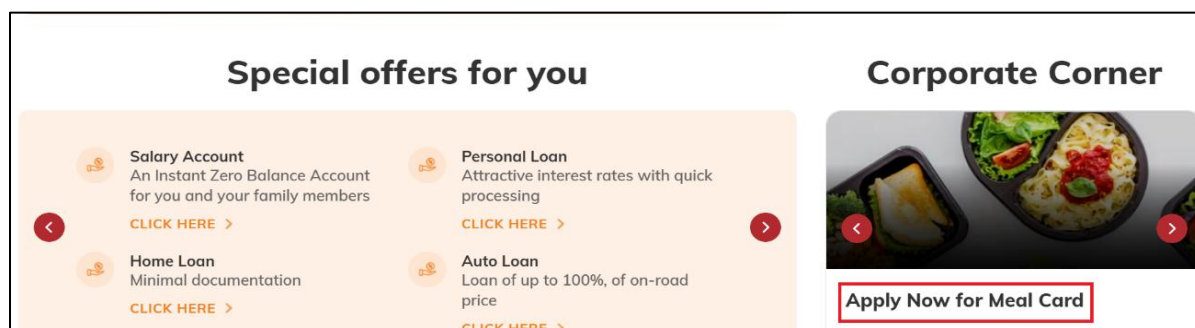 Special offers for you
Salary Account
An Instant Zero Balance Account
for you and your family members
CLICK HERE >
Home Loan
Minimal documentation
CLICK HERE >
Personal Loan
Attractive interest rates with quick
processing
CLICK HERE >
Auto Loan
Loan of up to 100%, of on-road
price
CLICK HERE >
Corporate Corner
Apply Now for Meal Card